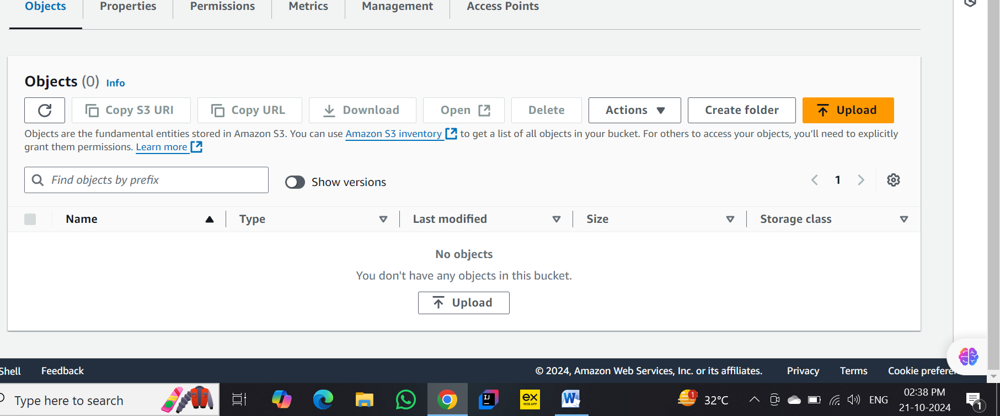 Objects Properties Permissions Metrics Management Access Points
Objects (0) Info
Copy S3 URI Copy URL Download Open Delete Actions Create folder Upload
Objects are the fundamental entities stored in Amazon S3. You can use Amazon S3 inventory to get a list of all objects in your bucket. For others to access your objects, you’ll need to explicitly
grant them permissions. Learn more
Find objects by prefix Show versions 1
Name Type Last modified Size Storage class
No objects
You don't have any objects in this bucket.
Upload
Shell Feedback © 2024, Amazon Web Services, Inc. or its affiliates. Privacy Terms Cookie prefere
Type here to search IJ ex WEB APP W 1 32°C ENG 02:38 PM
21-10-2024 1